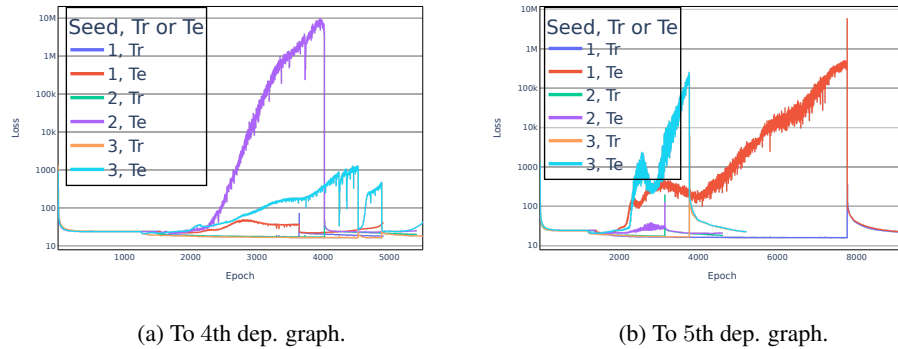 Seed, Tr or Te
1, Tr
1, Te
2, Tr
2, Te
3, Tr
3, Te
10M
1M
100k
10k
1000
100
10
Loss
1000
2000
3000
4000
5000
Epoch
(a) To 4th dep. graph.
Seed, Tr or Te
1, Tr
1, Te
2, Tr
2, Te
3, Tr
3, Te
10M
1M
100k
10k
1000
100
10
Loss
2000
4000
6000
8000
Epoch
(b) To 5th dep. graph.